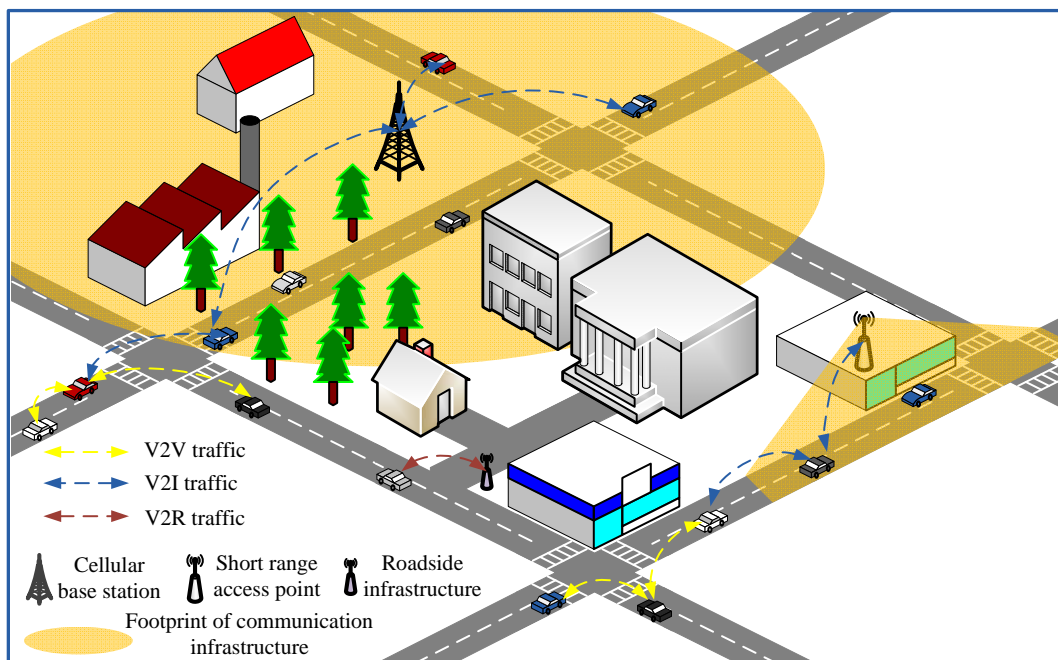 V2V traffic
V2I traffic
V2R traffic
Cellular
base station
Short range
access point
Roadside
infrastructure
Footprint of communication
infrastructure